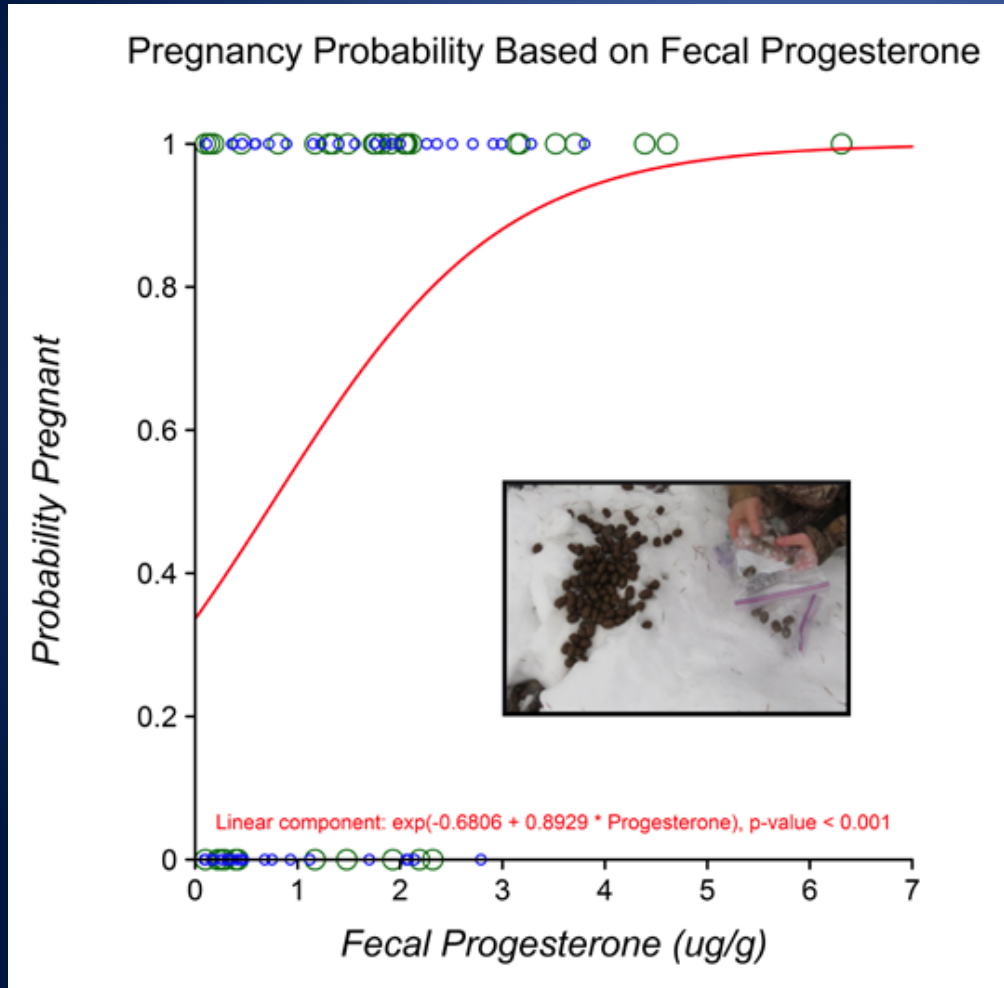 Pregnancy Probability Based on Fecal Progesterone
1
0.8
0.6
0.4
0.2
0
Probability Pregnant
Linear component: exp(-0.6806 + 0.8929 * Progesterone), p-value < 0.001
0 1 2 3 4 5 6 7
Fecal Progesterone (ug/g)